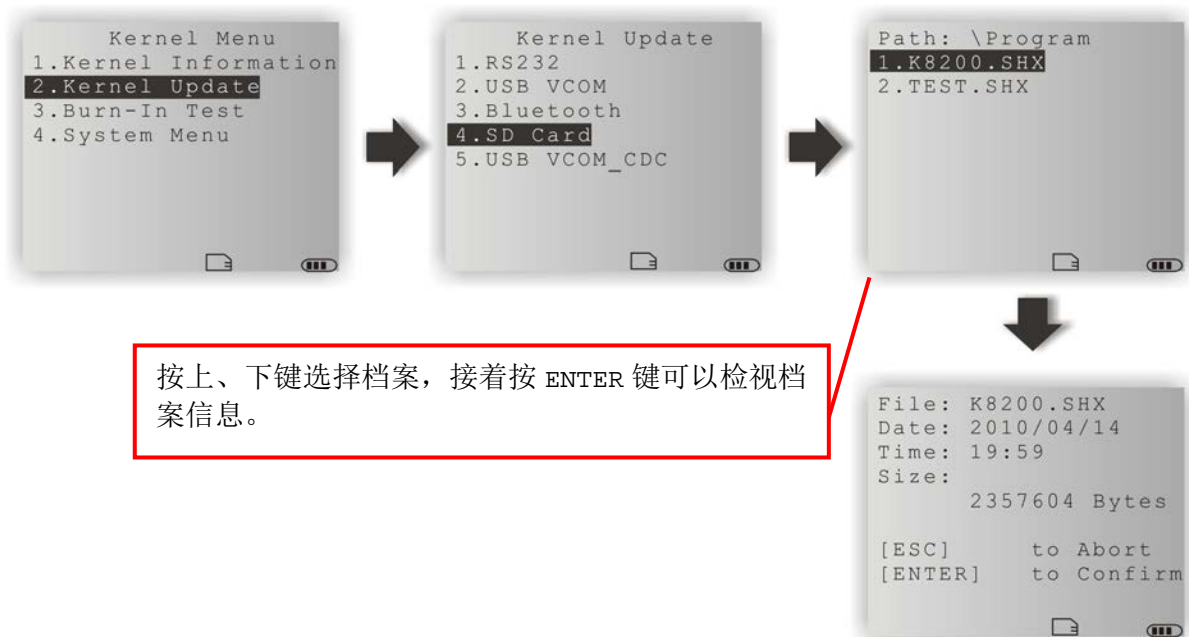 Kernel Menu
1.Kernel Information
2.Kernel Update
3.Burn-In Test
4.System Menu
Kernel Update
1.RS232
2.USB VCOM
3.Bluetooth
4.SD Card
5.USB VCOM_CDC
Path: \Program
1.K8200.SHX
2.TEST.SHX
按上、下键选择档案，接着按 ENTER 键可以检视档
案信息。
File: K8200.SHX
Date: 2010/04/14
Time: 19:59
Size:
2357604 Bytes
[ESC] to Abort
[ENTER] to Confirm